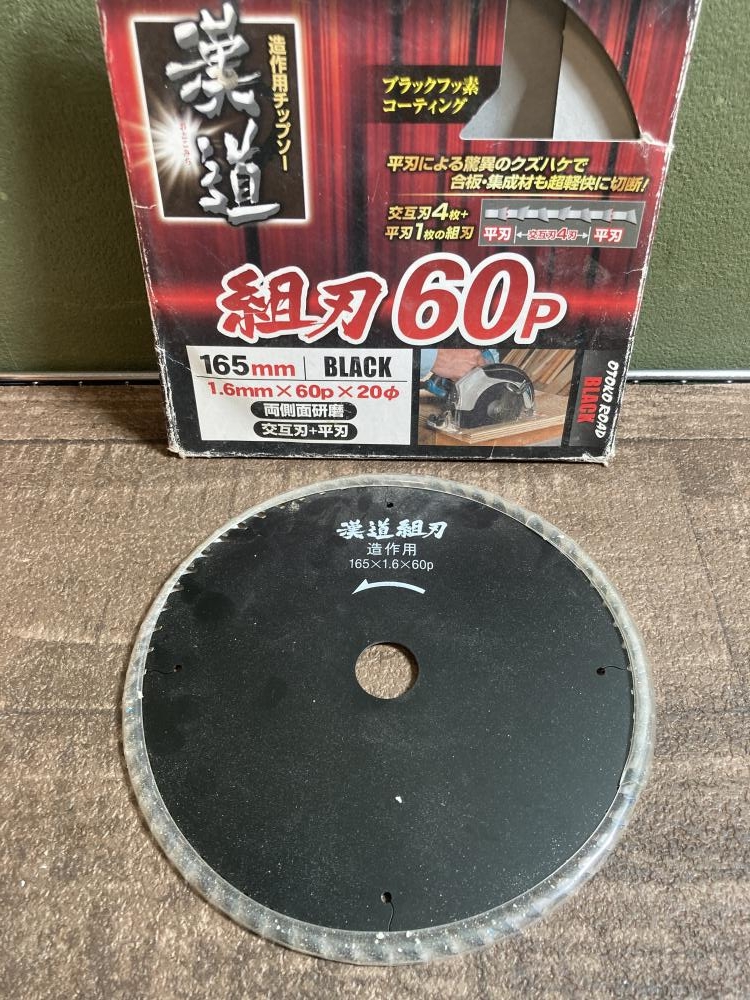 造作用チップソー
漢道
おとこみち
ブラックフッ素
コーティング
平刃による驚異のクズハケで
合板・集成材も超軽快に切断!
交互刃4枚+
平刃1枚の組刃
平刃
交互刃4刃
平刃
組刃60P
165mm
BLACK
1.6mm×60p×20φ
両側面研磨
交互刃+平刃
OTOKO ROAD
BLACK
漢道組刃
造作用
165×1.6×60p